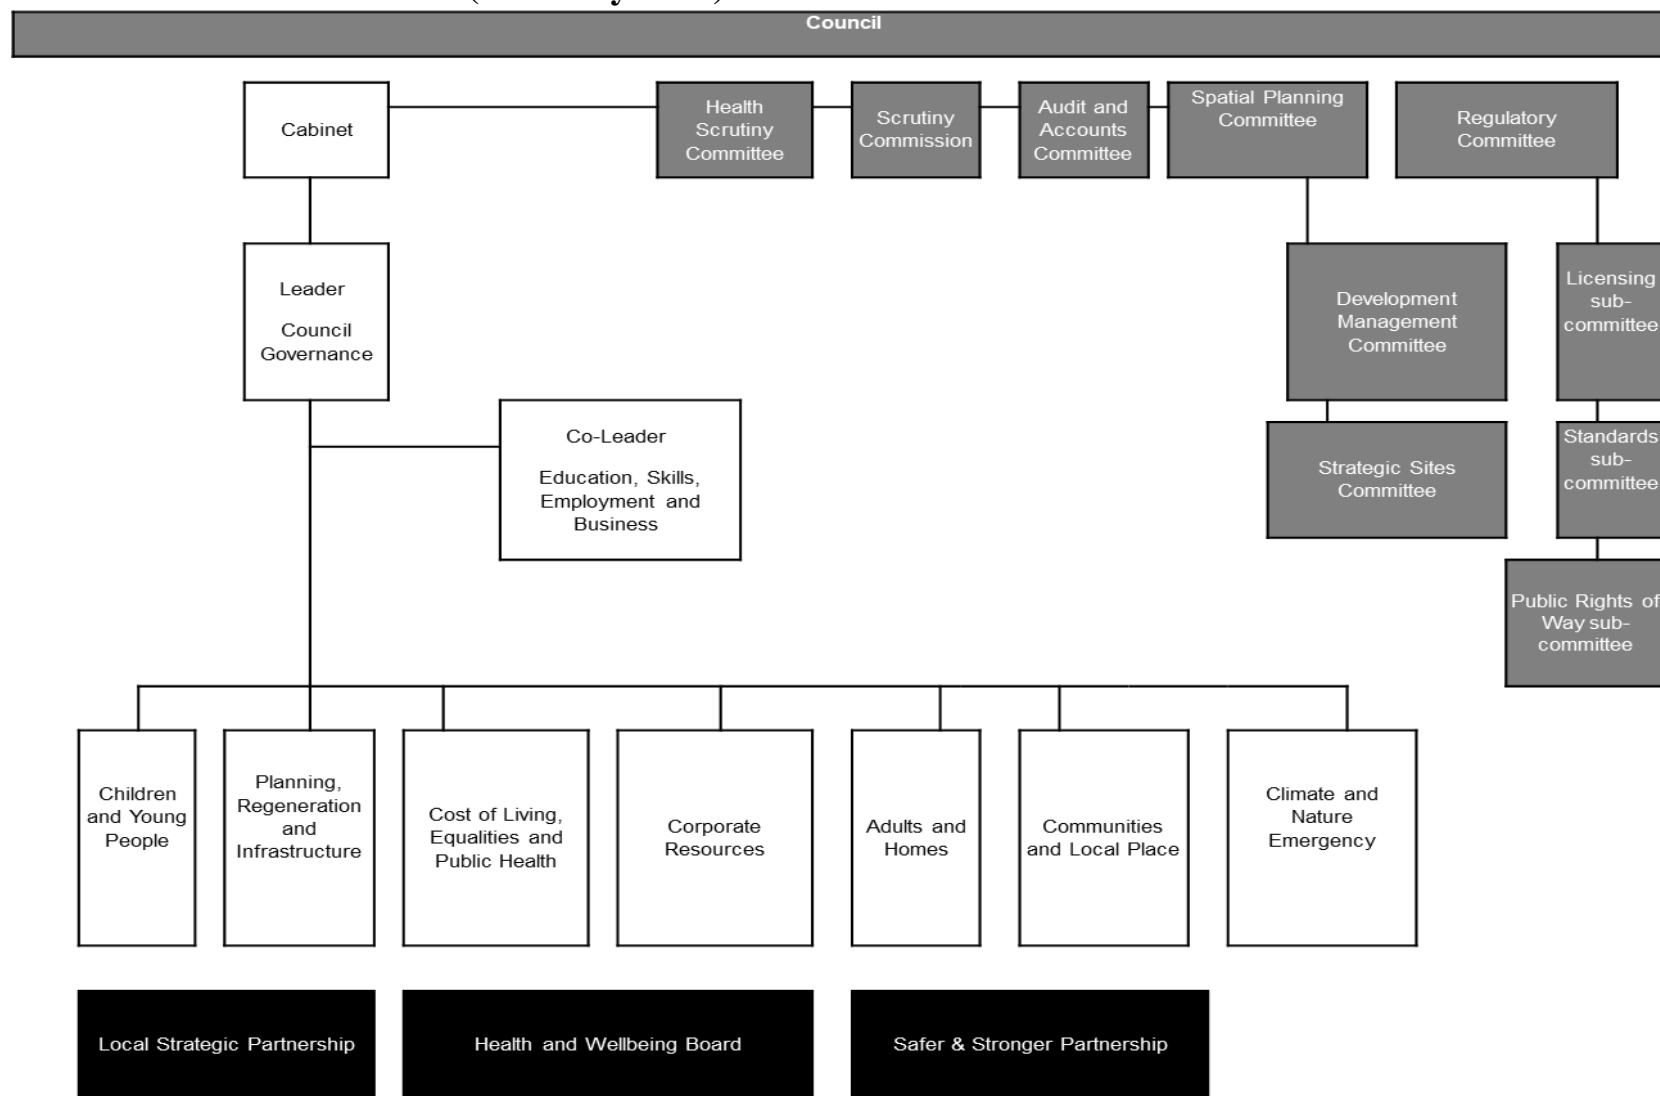 Council
Cabinet
Health
Scrutiny
Committee
Scrutiny
Commission
Audit and
Accounts
Committee
Spatial Planning
Committee
Regulatory
Committee
Leader
Council
Governance
Development
Management
Committee
Licensing
sub-
committee
Co-Leader
Education, Skills,
Employment and
Business
Strategic Sites
Committee
Standards
sub-
committee
Public Rights of
Way sub-
committee
Children
and Young
People
Planning,
Regeneration
and
Infrastructure
Cost of Living,
Equalities and
Public Health
Corporate
Resources
Adults and
Homes
Communities
and Local Place
Climate and
Nature
Emergency
Local Strategic Partnership
Health and Wellbeing Board
Safer & Stronger Partnership